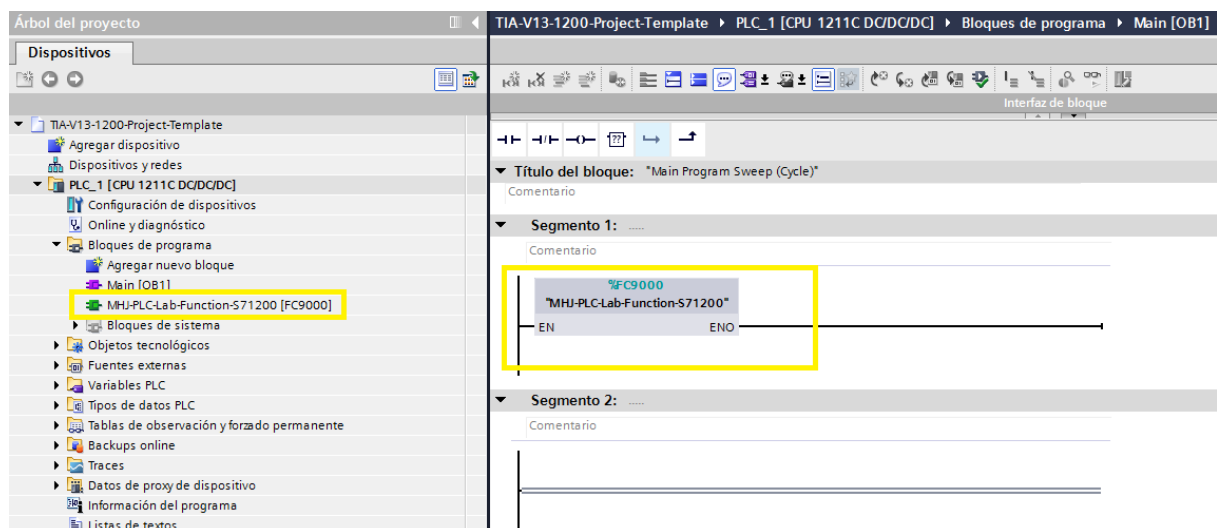 Árbol del proyecto
Dispositivos
TIA-V13-1200-Project-Template
Agregar dispositivo
Dispositivos y redes
PLC_1 [CPU 1211C DC/DC/DC]
Configuración de dispositivos
Online y diagnóstico
Bloques de programa
Agregar nuevo bloque
Main [OB1]
MHJ-PLC-Lab-Function-S71200 [FC9000]
Bloques de sistema
Objetos tecnológicos
Fuentes externas
Variables PLC
Tipos de datos PLC
Tablas de observación y forzado permanente
Backups online
Traces
Datos de proxy de dispositivo
Información del programa
Listas de textos
TIA-V13-1200-Project-Template ▸ PLC_1 [CPU 1211C DC/DC/DC] ▸ Bloques de programa ▸ Main [OB1]
Interfaz de bloque
??
Título del bloque: "Main Program Sweep (Cycle)"
Comentario
Segmento 1: .....
Comentario
%FC9000
"MHJ-PLC-Lab-Function-S71200"
EN ENO
Segmento 2: .....
Comentario